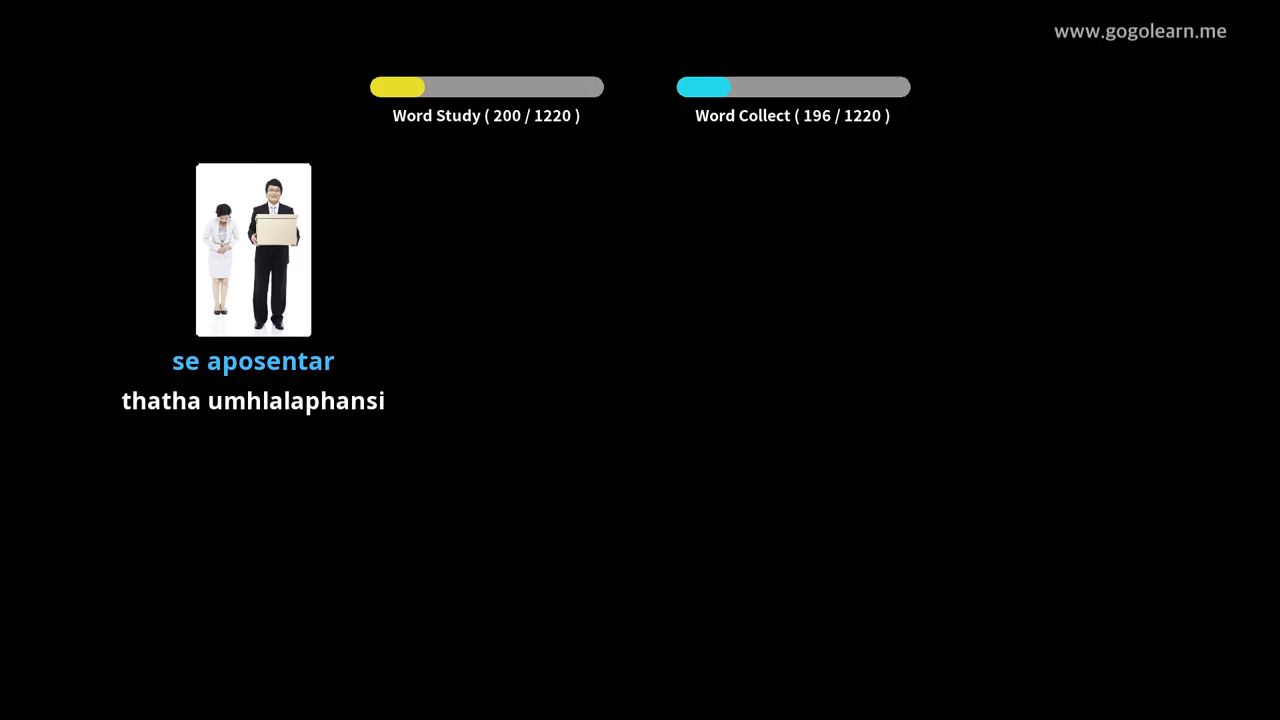 www.gogolearn.me
Word Study ( 200 / 1220 )
Word Collect ( 196 / 1220 )
se aposentar
thatha umhlalaphansi